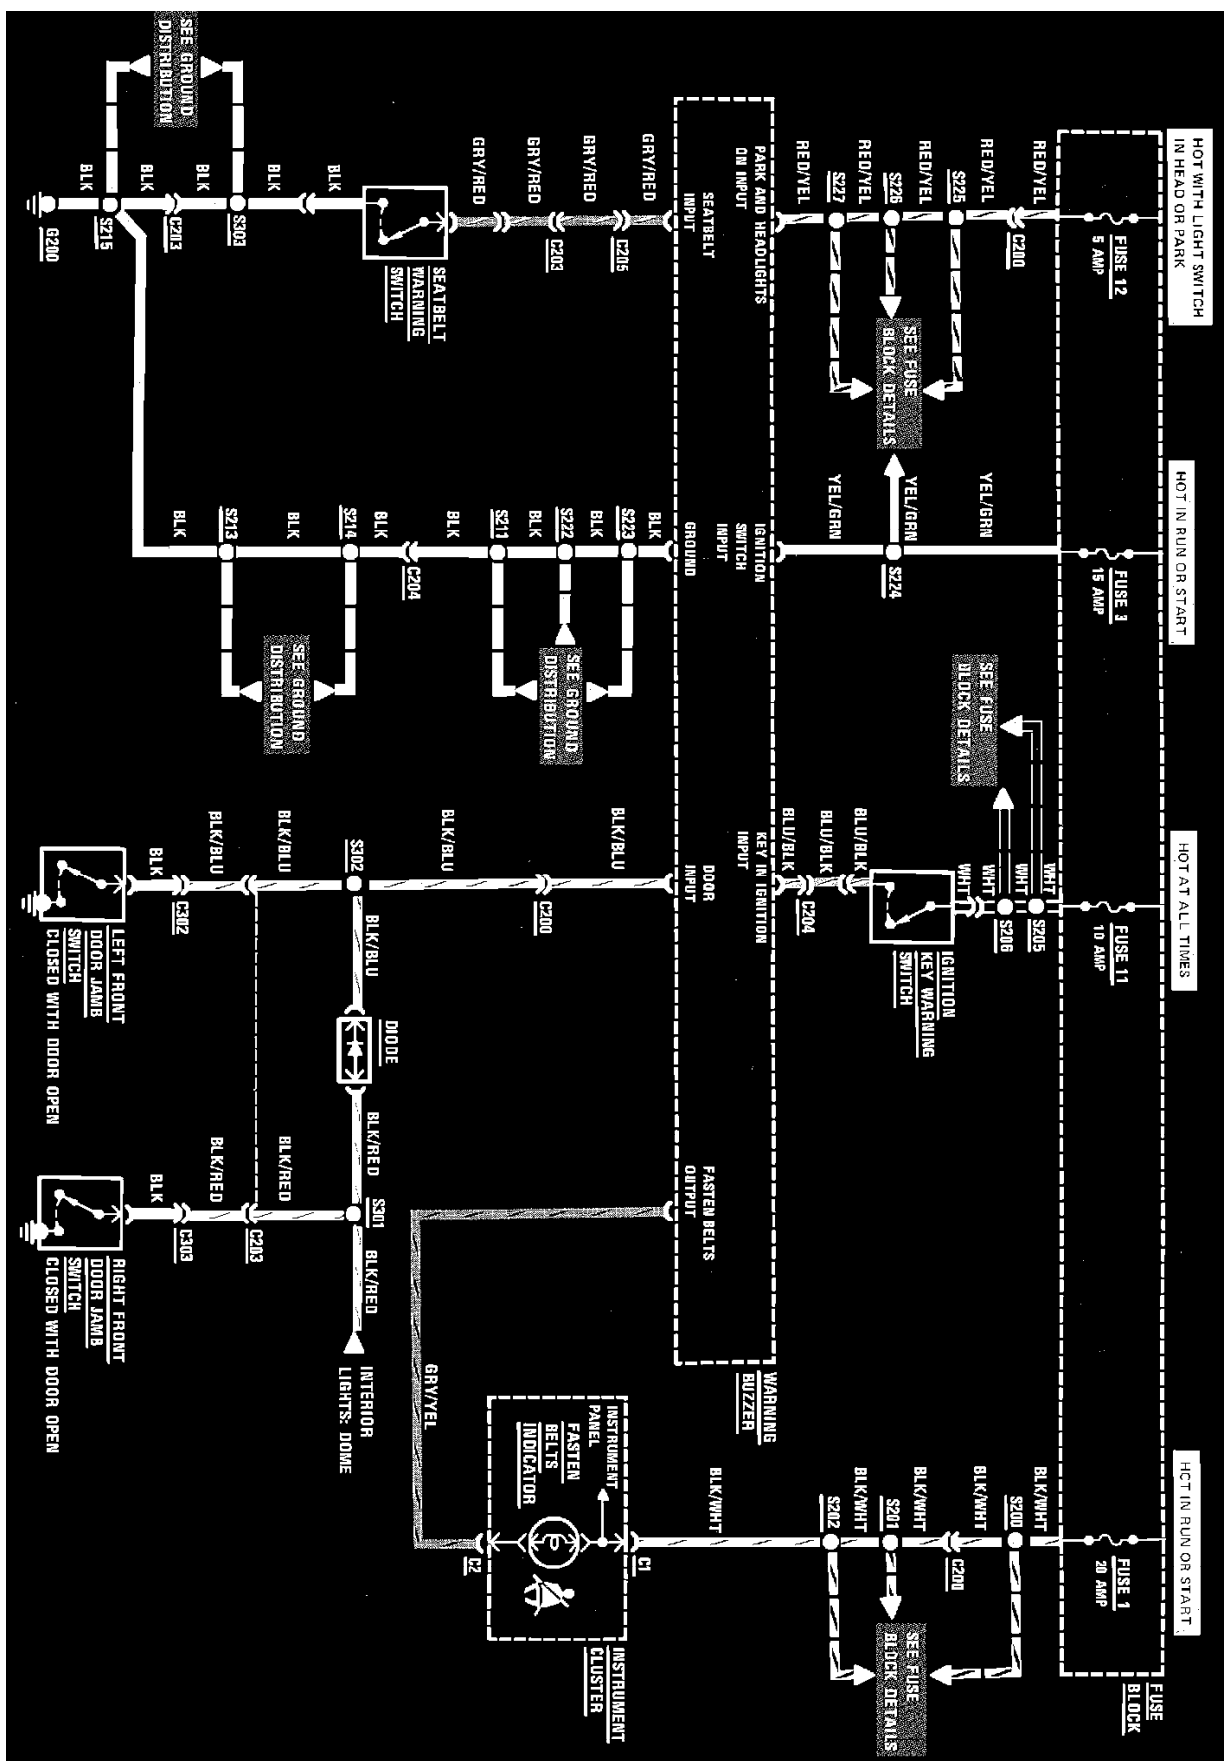 HOT WITH LIGHT SWITCH
IN HEAD OR PARK
HOT IN RUN OR START
HOT AT ALL TIMES
HCT IN RUN OR START
FUSE 12
5 AMP
FUSE 3
15 AMP
FUSE 11
10 AMP
FUSE 1
20 AMP
FUSE
BLOCK
RED/YEL
C200
RED/YEL
S225
RED/YEL
S226
RED/YEL
S227
RED/YEL
SEE FUSE
BLOCK DETAILS
YEL/GRN
YEL/GRN
S224
YEL/GRN
SEE FUSE
BLOCK DETAILS
WHT
S205
WHT
WHT
S206
WHT
IGNITION
KEY WARNING
SWITCH
BLU/BLK
BLU/BLK
C204
BLU/BLK
BLK/WHT
S200
BLK/WHT
C200
BLK/WHT
S201
BLK/WHT
S202
BLK/WHT
SEE FUSE
BLOCK DETAILS
PARK AND HEADLIGHTS
ON INPUT
IGNITION
SWITCH
INPUT
KEY IN IGNITION
INPUT
WARNING
BUZZER
SEATBELT
INPUT
GROUND
DOOR
INPUT
FASTEN BELTS
OUTPUT
GRY/RED
C205
GRY/RED
C203
GRY/RED
GRY/RED
SEATBELT
WARNING
SWITCH
BLK
BLK
S303
BLK
C203
BLK
S215
BLK
G200
SEE GROUND
DISTRIBUTION
BLK
S223
BLK
S222
BLK
S211
BLK
C204
BLK
S214
BLK
S213
BLK
SEE GROUND
DISTRIBUTION
SEE GROUND
DISTRIBUTION
BLK/BLU
C200
BLK/BLU
S302
BLK/BLU
BLK/BLU
C302
BLK
BLK/BLU
DIODE
BLK/RED
S301
BLK/RED
INTERIOR
LIGHTS: DOME
BLK/RED
C203
BLK/RED
C303
BLK
LEFT FRONT
DOOR JAMB
SWITCH
CLOSED WITH DOOR OPEN
RIGHT FRONT
DOOR JAMB
SWITCH
CLOSED WITH DOOR OPEN
GRY/YEL
C1
INSTRUMENT
PANEL
FASTEN
BELTS
INDICATOR
C2
INSTRUMENT
CLUSTER